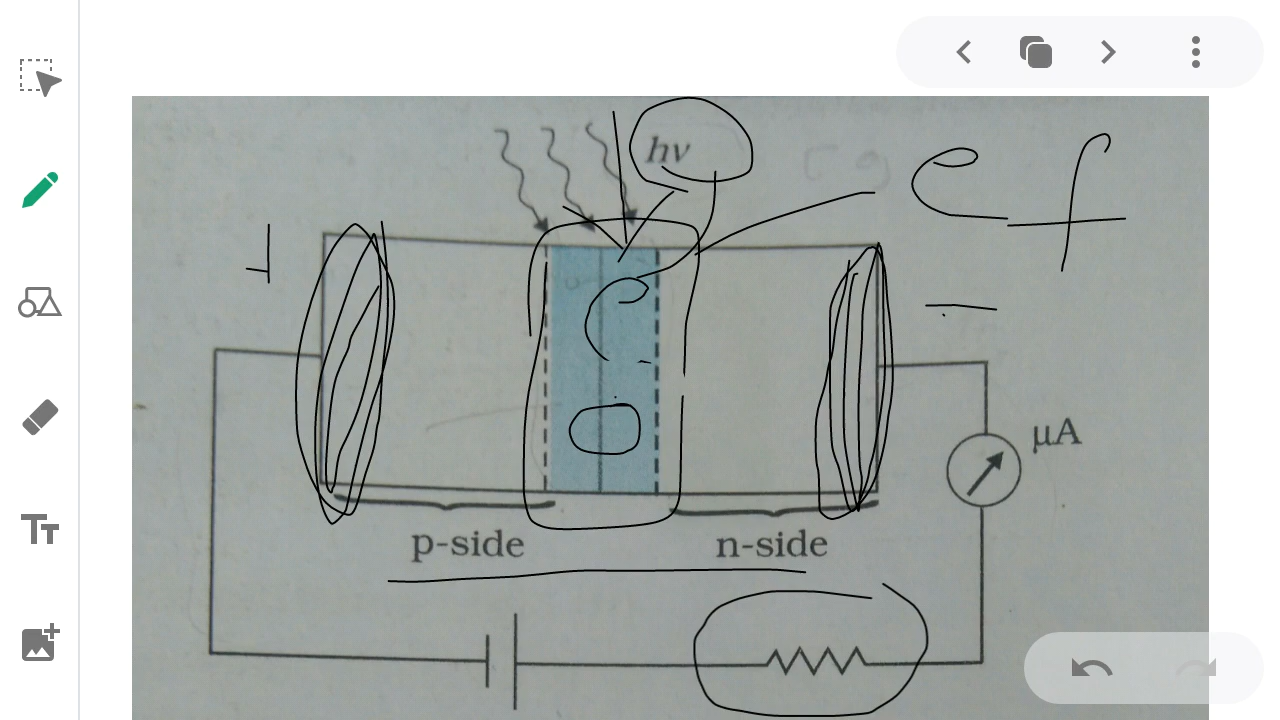 hν
e f
e
μA
p-side
n-side